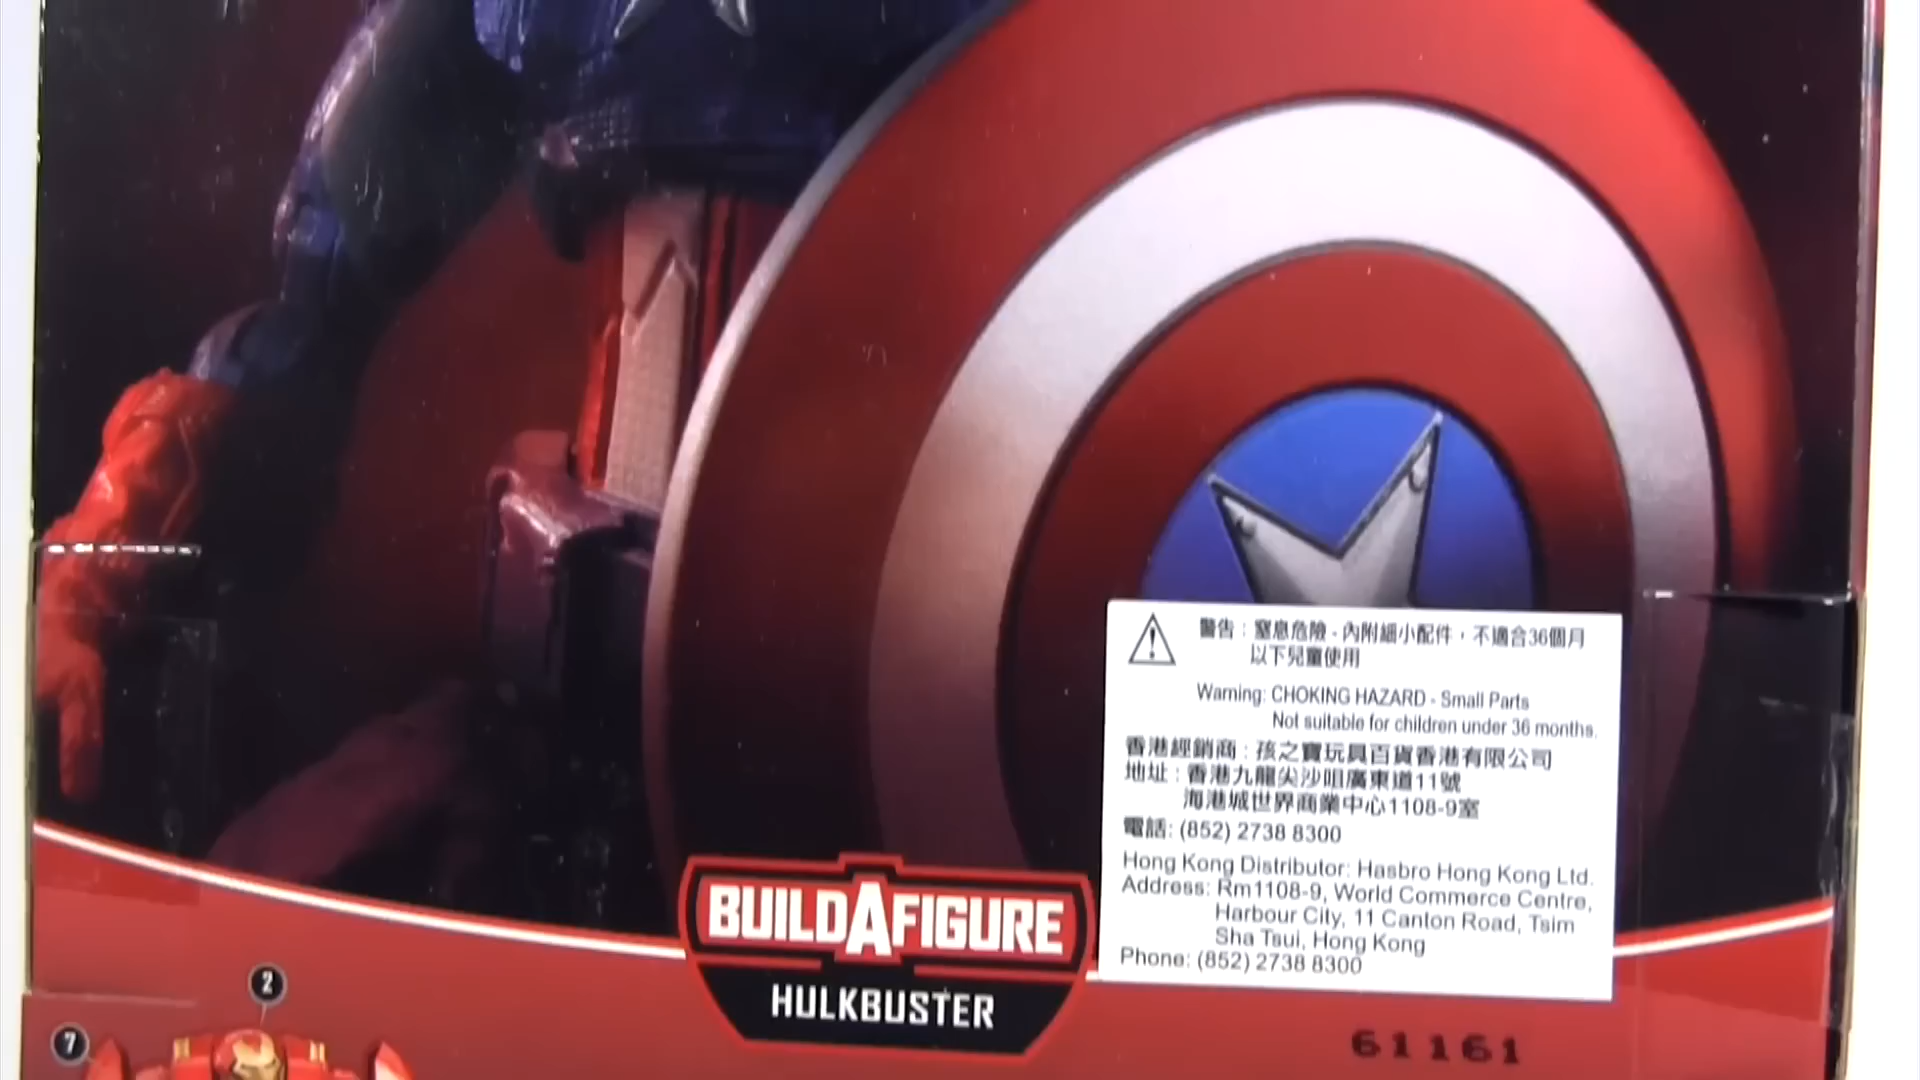 警告：窒息危險 - 內附細小配件，不適合36個月
以下兒童使用
Warning: CHOKING HAZARD - Small Parts
Not suitable for children under 36 months.
香港經銷商：孩之寶玩具百貨香港有限公司
地址：香港九龍尖沙咀廣東道11號
海港城世界商業中心1108-9室
電話: (852) 2738 8300
Hong Kong Distributor: Hasbro Hong Kong Ltd.
Address: Rm1108-9, World Commerce Centre,
Harbour City, 11 Canton Road, Tsim
Sha Tsui, Hong Kong
Phone: (852) 2738 8300
BUILDAFIGURE
HULKBUSTER
2
7
61161